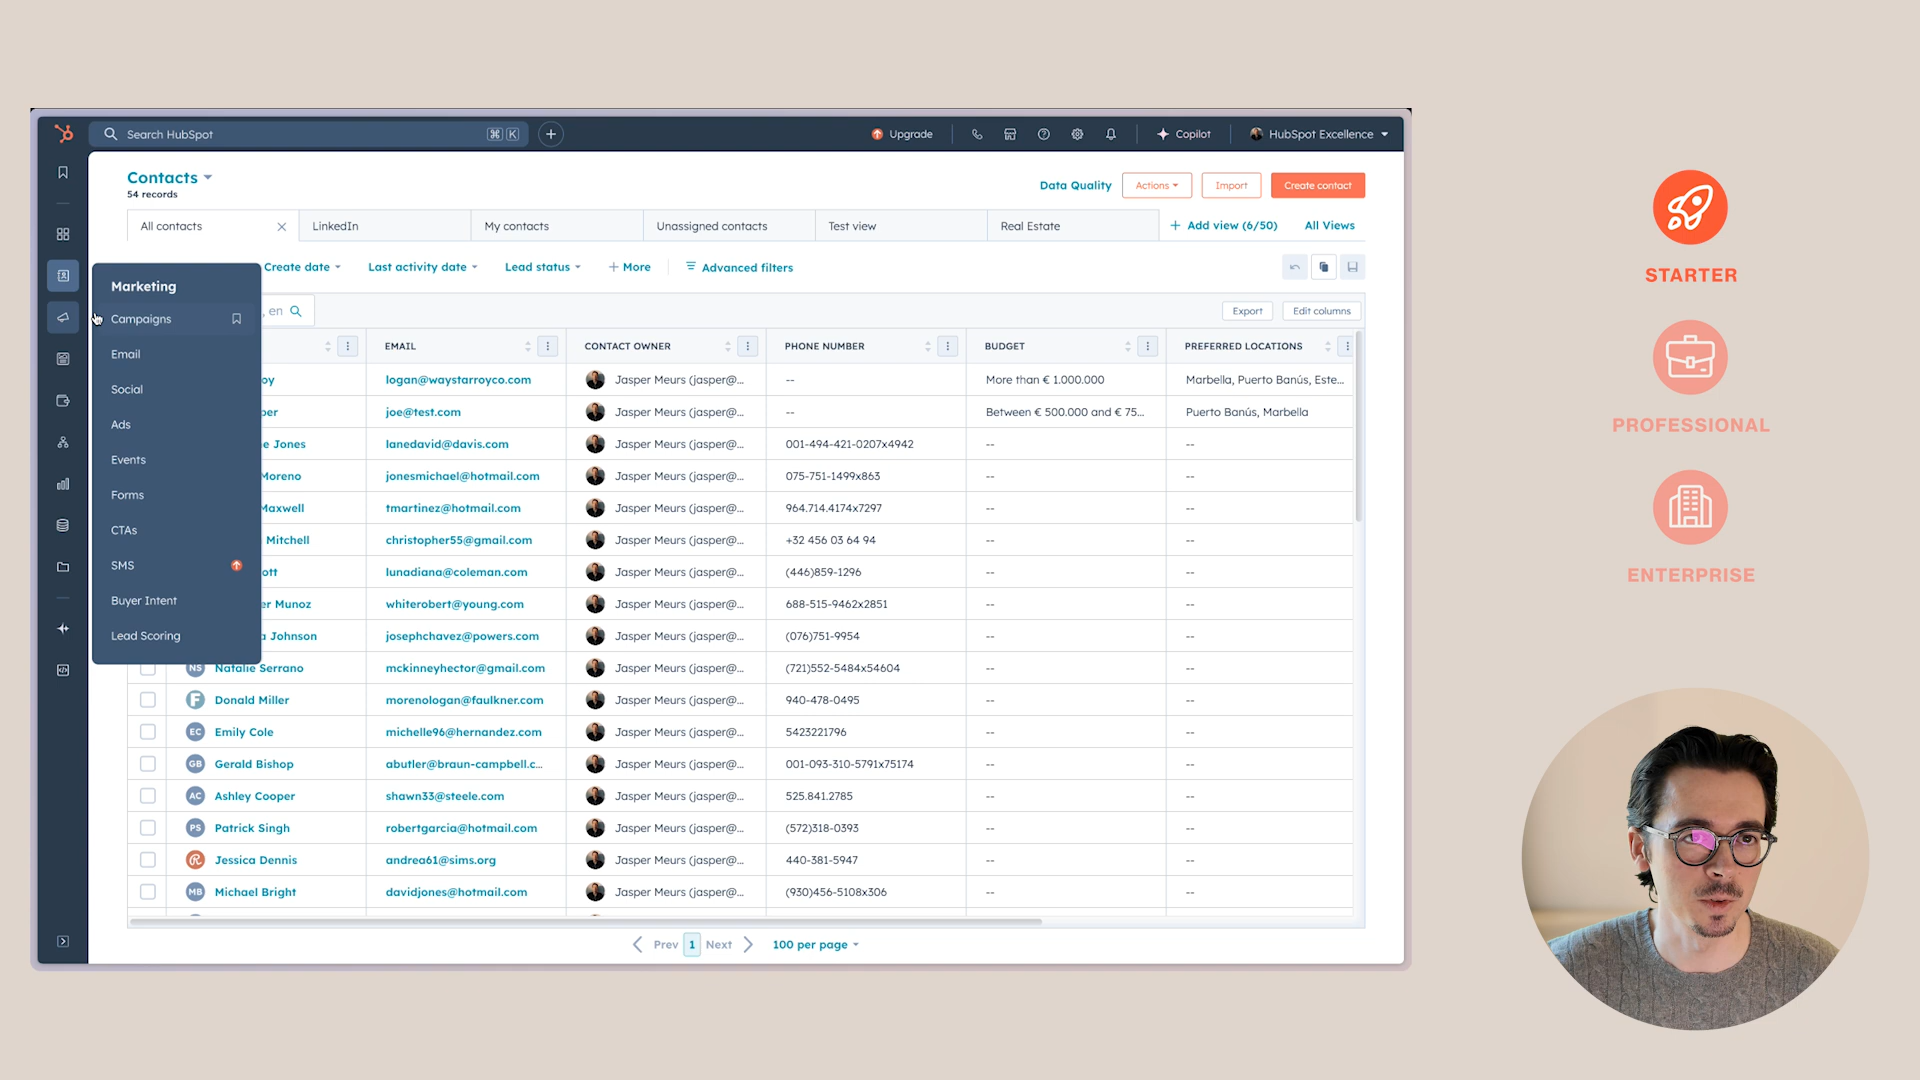 Search HubSpot
⌘ K
Upgrade
Copilot
HubSpot Excellence
Contacts
54 records
Data Quality
Actions
Import
Create contact
All contacts
LinkedIn
My contacts
Unassigned contacts
Test view
Real Estate
+ Add view (6/50)
All Views
Create date
Last activity date
Lead status
+ More
Advanced filters
Marketing
Campaigns
Email
Social
Ads
Events
Forms
CTAs
SMS
Buyer Intent
Lead Scoring
, en
Export
Edit columns
EMAIL
CONTACT OWNER
PHONE NUMBER
BUDGET
PREFERRED LOCATIONS
oy logan@waystarroyco.com Jasper Meurs (jasper@... -- More than € 1.000.000 Marbella, Puerto Banús, Este...
per joe@test.com Jasper Meurs (jasper@... -- Between € 500.000 and € 75... Puerto Banús, Marbella
e Jones lanedavid@davis.com Jasper Meurs (jasper@... 001-494-421-0207x4942 -- --
Moreno jonesmichael@hotmail.com Jasper Meurs (jasper@... 075-751-1499x863 -- --
Maxwell tmartinez@hotmail.com Jasper Meurs (jasper@... 964.714.4174x7297 -- --
Mitchell christopher55@gmail.com Jasper Meurs (jasper@... +32 456 03 64 94 -- --
ott lunadiana@coleman.com Jasper Meurs (jasper@... (446)859-1296 -- --
er Munoz whiterobert@young.com Jasper Meurs (jasper@... 688-515-9462x2851 -- --
a Johnson josephchavez@powers.com Jasper Meurs (jasper@... (076)751-9954 -- --
NS Natalie Serrano mckinneyhector@gmail.com Jasper Meurs (jasper@... (721)552-5484x54604 -- --
Donald Miller morenologan@faulkner.com Jasper Meurs (jasper@... 940-478-0495 -- --
EC Emily Cole michelle96@hernandez.com Jasper Meurs (jasper@... 5423221796 -- --
GB Gerald Bishop abutler@braun-campbell.c... Jasper Meurs (jasper@... 001-093-310-5791x75174 -- --
AC Ashley Cooper shawn33@steele.com Jasper Meurs (jasper@... 525.841.2785 -- --
PS Patrick Singh robertgarcia@hotmail.com Jasper Meurs (jasper@... (572)318-0393 -- --
Jessica Dennis andrea61@sims.org Jasper Meurs (jasper@... 440-381-5947 -- --
MB Michael Bright davidjones@hotmail.com Jasper Meurs (jasper@... (930)456-5108x306 -- --
Prev 1 Next
100 per page
STARTER
PROFESSIONAL
ENTERPRISE